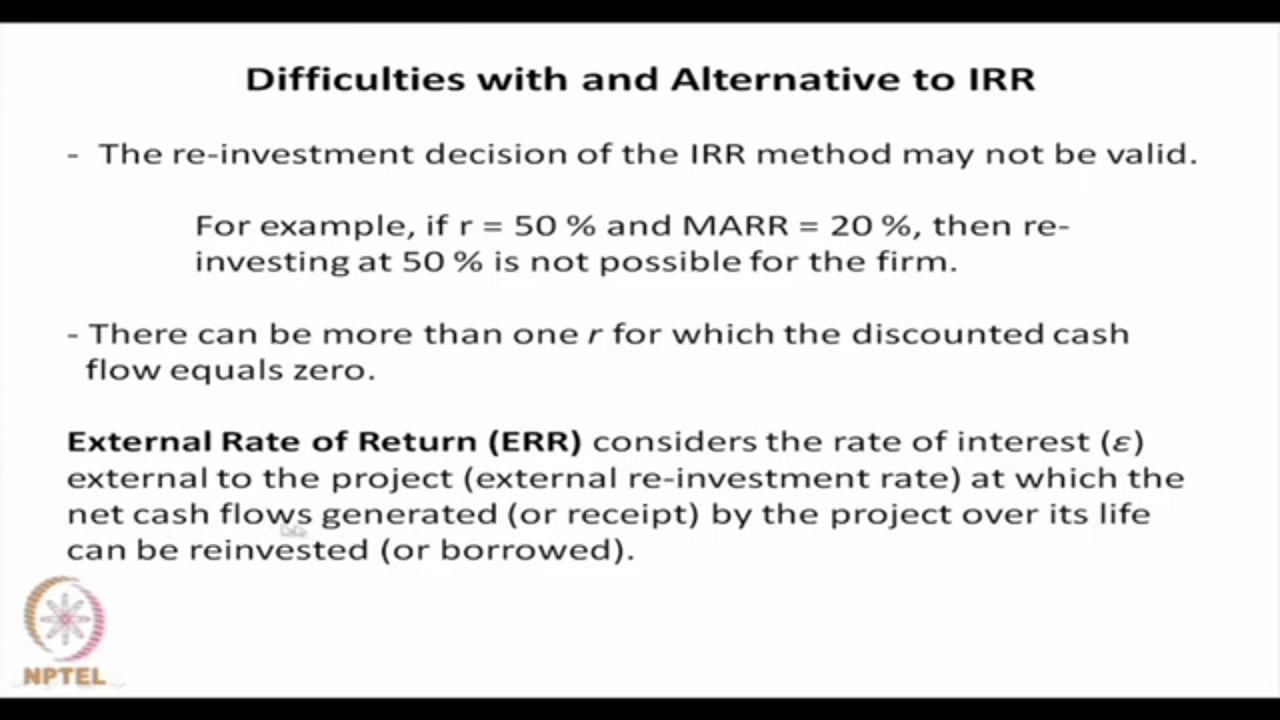 Difficulties with and Alternative to IRR
- The re-investment decision of the IRR method may not be valid.
For example, if r = 50 % and MARR = 20 %, then re-
investing at 50 % is not possible for the firm.
- There can be more than one r for which the discounted cash
flow equals zero.
External Rate of Return (ERR) considers the rate of interest (ε)
external to the project (external re-investment rate) at which the
net cash flows generated (or receipt) by the project over its life
can be reinvested (or borrowed).
NPTEL